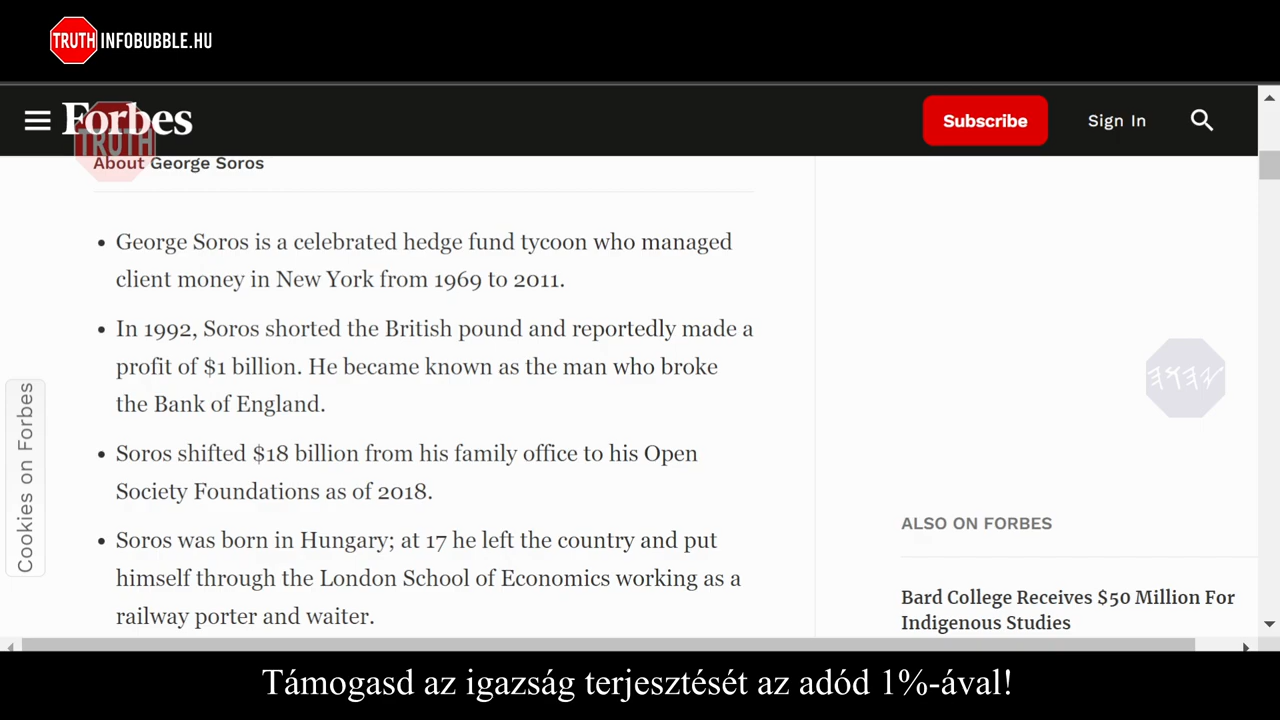 TRUTH INFOBUBBLE.HU
Forbes
TRUTH
Subscribe
Sign In
About George Soros
• George Soros is a celebrated hedge fund tycoon who managed
client money in New York from 1969 to 2011.
• In 1992, Soros shorted the British pound and reportedly made a
profit of $1 billion. He became known as the man who broke
the Bank of England.
• Soros shifted $18 billion from his family office to his Open
Society Foundations as of 2018.
• Soros was born in Hungary; at 17 he left the country and put
himself through the London School of Economics working as a
railway porter and waiter.
Cookies on Forbes
ALSO ON FORBES
Bard College Receives $50 Million For
Indigenous Studies
Támogasd az igazság terjesztését az adód 1%-ával!